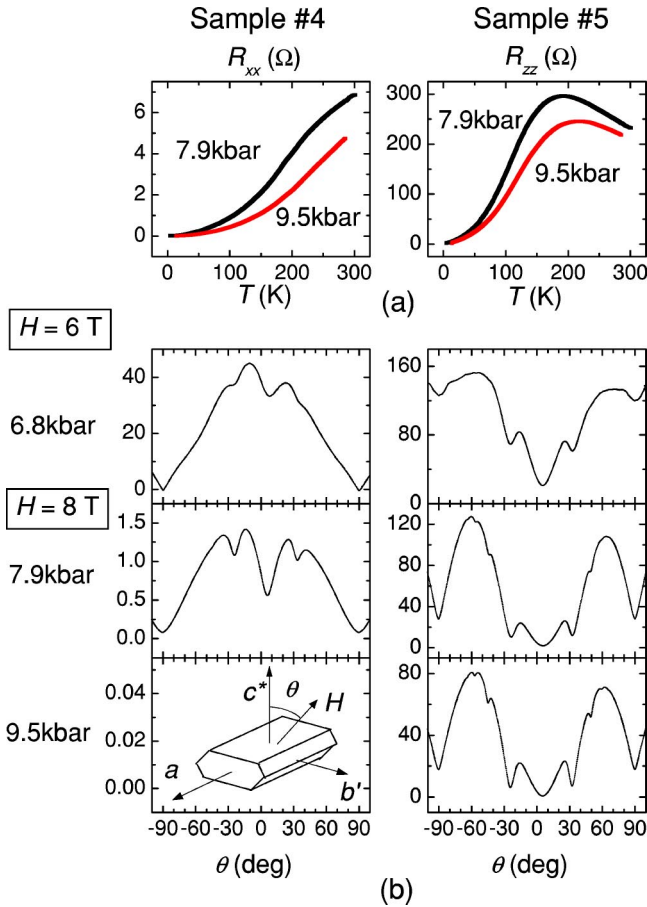 Sample #4 Sample #5
R_xx (Ω) R_zz (Ω)
6
4
2
0
7.9kbar
9.5kbar
0 100 200 300
T (K)
300
200
100
0
7.9kbar
9.5kbar
0 100 200 300
T (K)
(a)
H = 6 T
6.8kbar
40
20
0
160
80
0
H = 8 T
7.9kbar
1.5
1.0
0.5
0.0
120
80
40
0
9.5kbar
0.04
0.02
0.00
c* θ H
a
b'
80
40
0
-90 -60 -30 0 30 60 90
θ (deg)
-90 -60 -30 0 30 60 90
θ (deg)
(b)